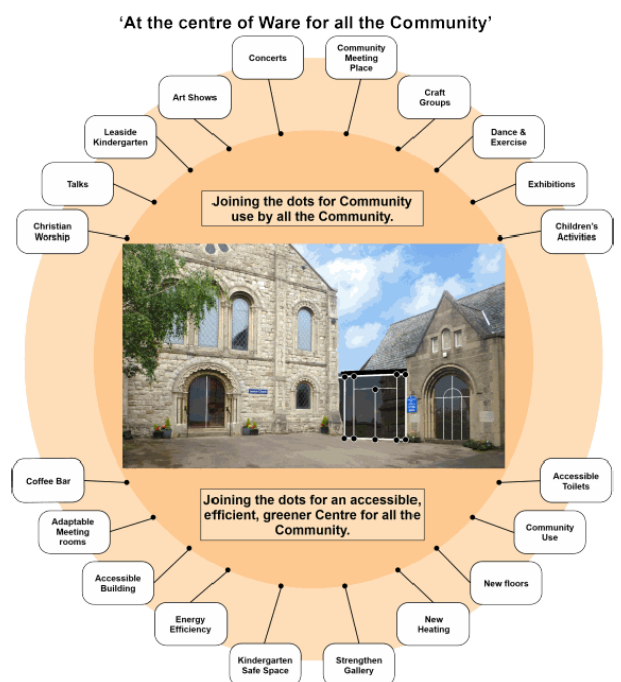 ‘At the centre of Ware for all the Community’
Concerts
Community
Meeting
Place
Art Shows
Craft
Groups
Leaside
Kindergarten
Dance &
Exercise
Talks
Exhibitions
Christian
Worship
Children's
Activities
Joining the dots for Community
use by all the Community.
Coffee Bar
Accessible
Toilets
Joining the dots for an accessible,
efficient, greener Centre for all the
Community.
Adaptable
Meeting
rooms
Community
Use
Accessible
Building
New floors
Energy
Efficiency
New
Heating
Kindergarten
Safe Space
Strengthen
Gallery